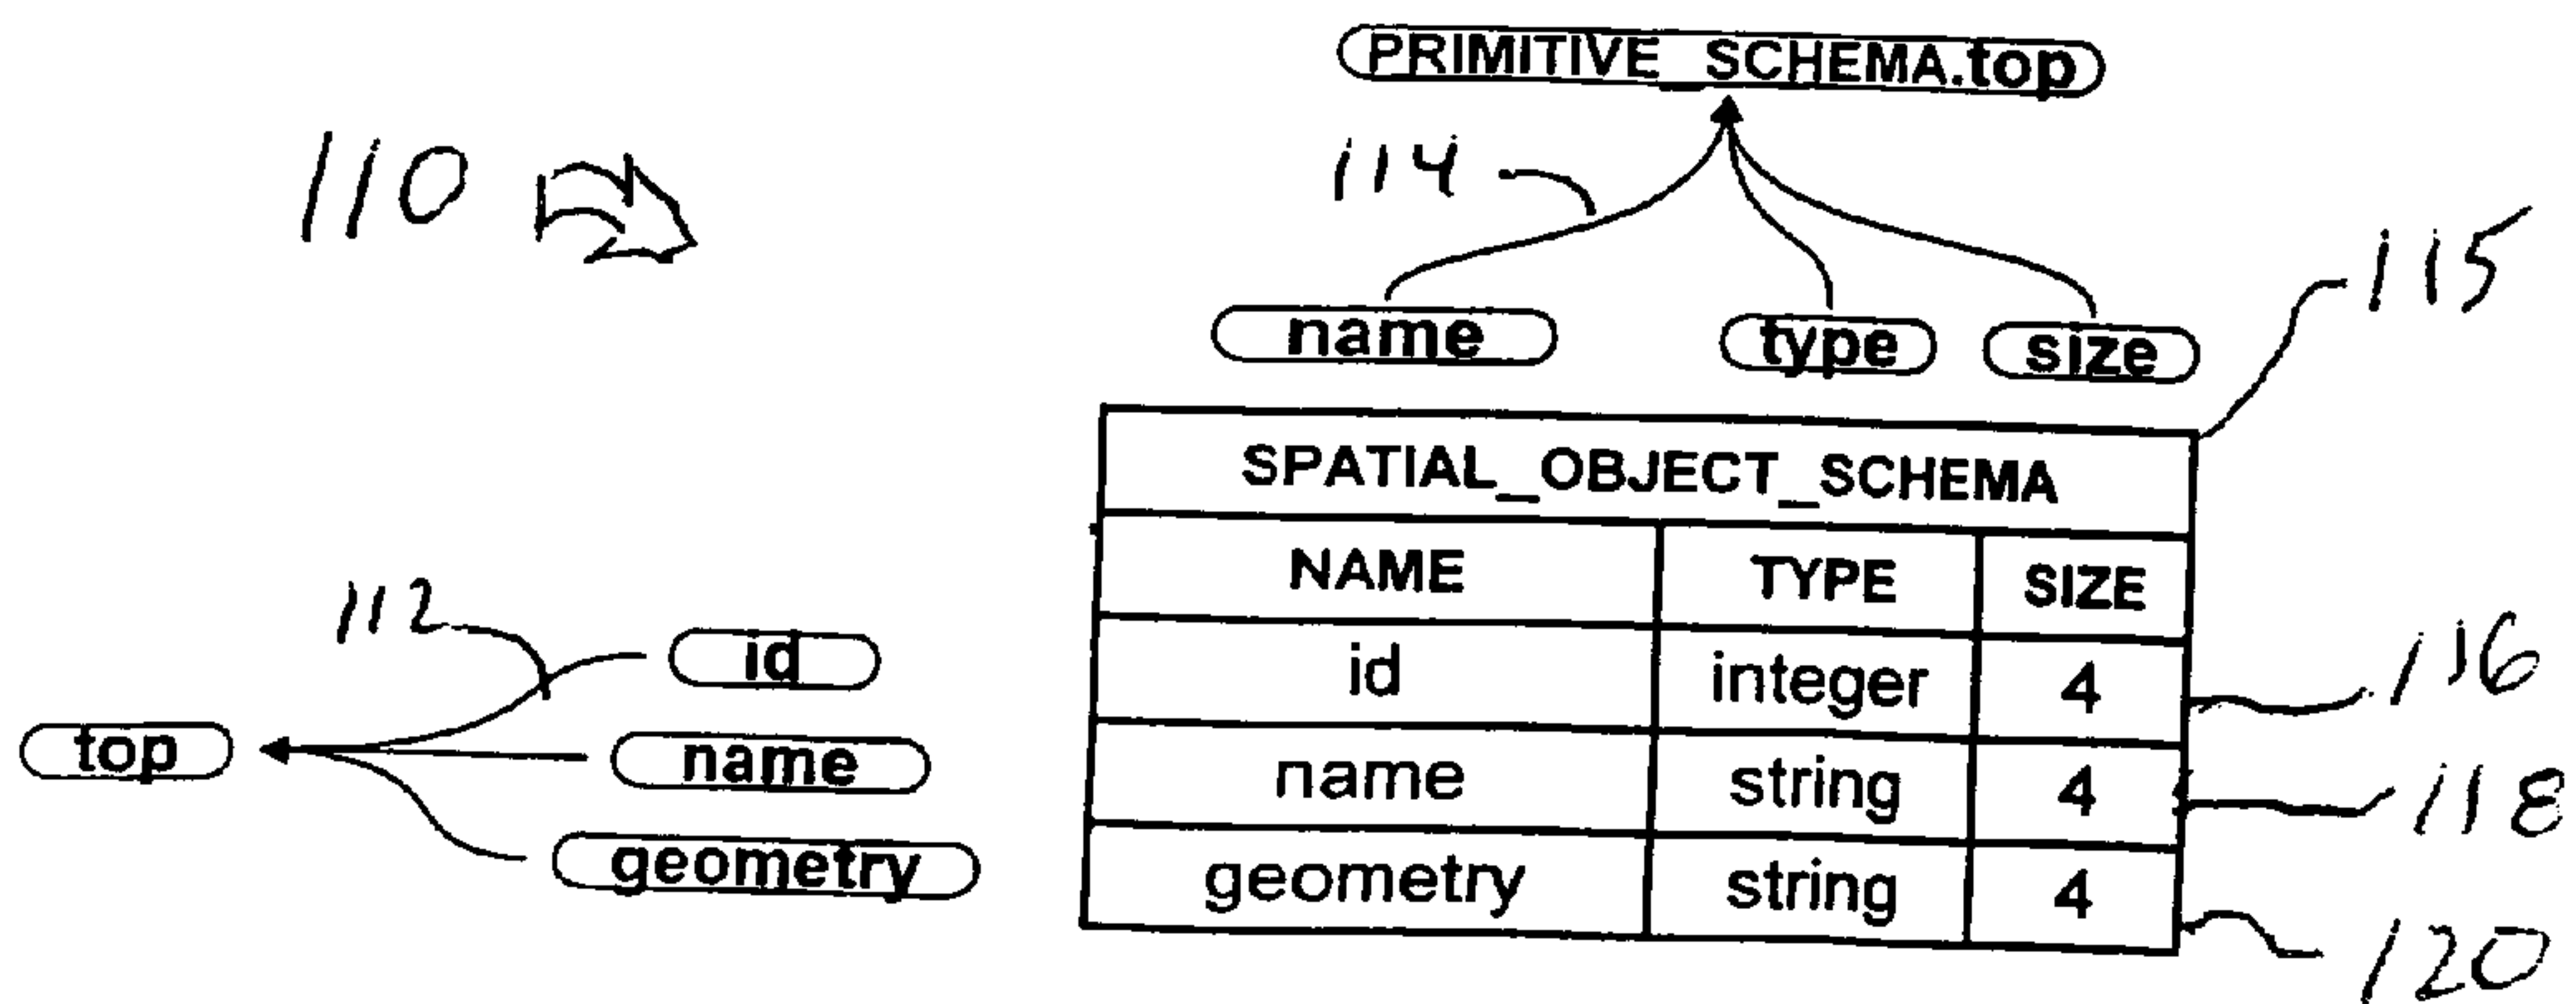 PRIMITIVE_SCHEMA.top
110
114
115
name type size
SPATIAL_OBJECT_SCHEMA
NAME TYPE SIZE
112
id
id integer 4
116
top
name
name string 4
118
geometry
geometry string 4
120